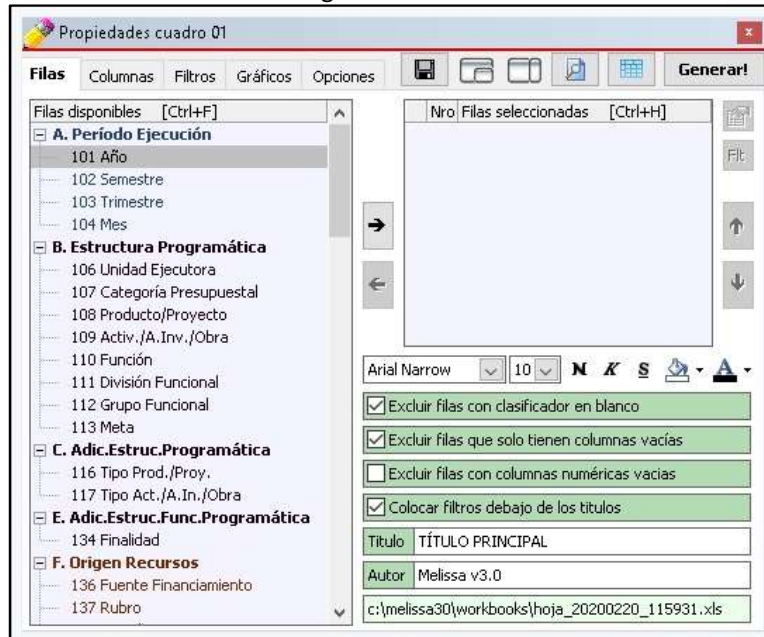 Propiedades cuadro 01
x
Filas Columnas Filtros Gráficos Opciones Generar!
Filas disponibles [Ctrl+F]
A. Período Ejecución
101 Año
102 Semestre
103 Trimestre
104 Mes
B. Estructura Programática
106 Unidad Ejecutora
107 Categoría Presupuestal
108 Producto/Proyecto
109 Activ./A.Inv./Obra
110 Función
111 División Funcional
112 Grupo Funcional
113 Meta
C. Adic.Estruc.Programática
116 Tipo Prod./Proy.
117 Tipo Act./A.In./Obra
E. Adic.Estruc.Func.Programática
134 Finalidad
F. Origen Recursos
136 Fuente Financiamiento
137 Rubro
Nro Filas seleccionadas [Ctrl+H]
Flt
Arial Narrow 10 N K S A
Excluir filas con clasificador en blanco
Excluir filas que solo tienen columnas vacías
Excluir filas con columnas numéricas vacias
Colocar filtros debajo de los titulos
Titulo TÍTULO PRINCIPAL
Autor Melissa v3.0
c:\melissa30\workbooks\hoja_20200220_115931.xls